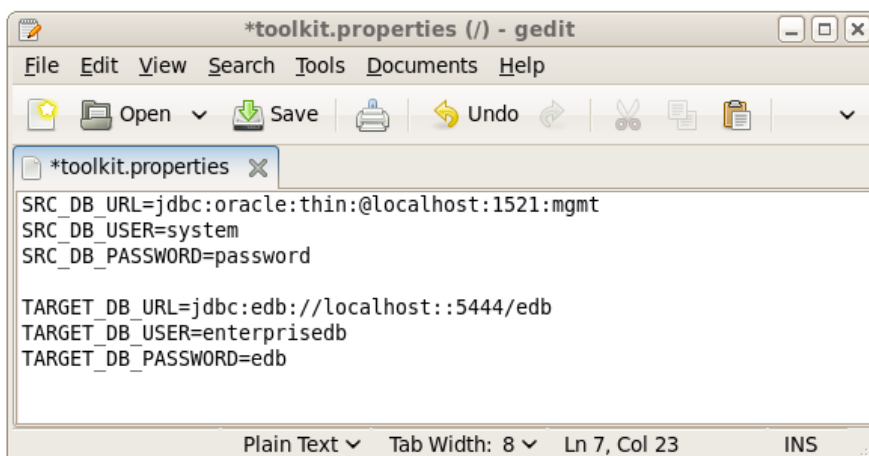 *toolkit.properties (/) - gedit
File Edit View Search Tools Documents Help
Open Save Undo
*toolkit.properties
SRC_DB_URL=jdbc:oracle:thin:@localhost:1521:mgmt
SRC_DB_USER=system
SRC_DB_PASSWORD=password
TARGET_DB_URL=jdbc:edb://localhost::5444/edb
TARGET_DB_USER=enterprisedb
TARGET_DB_PASSWORD=edb
Plain Text Tab Width: 8 Ln 7, Col 23 INS